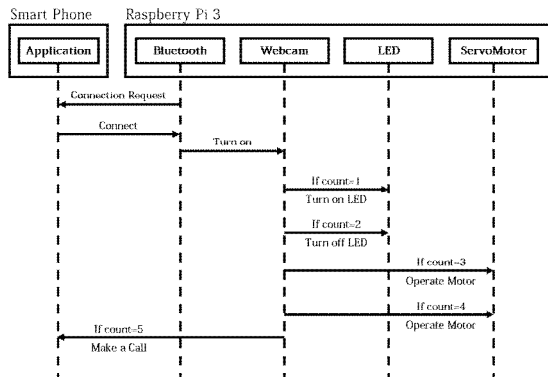 Smart Phone
Raspberry Pi 3
Application
Bluetooth
Webcam
LED
ServoMotor
Connection Request
Connect
Turn on
If count=1
Turn on LED
If count=2
Turn off LED
If count=3
Operate Motor
If count=4
Operate Motor
If count=5
Make a Call